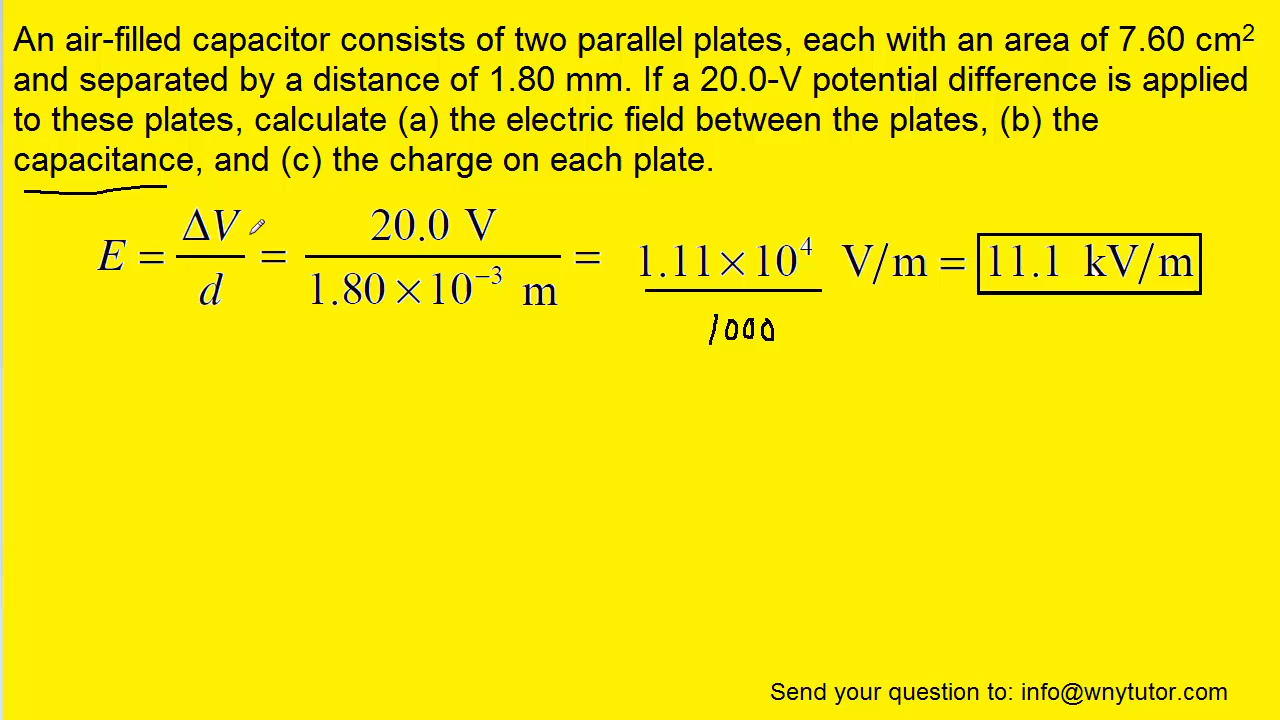 An air-filled capacitor consists of two parallel plates, each with an area of 7.60 cm²
and separated by a distance of 1.80 mm. If a 20.0-V potential difference is applied
to these plates, calculate (a) the electric field between the plates, (b) the
capacitance, and (c) the charge on each plate.
E = ΔV/d = 20.0 V / 1.80 × 10⁻³ m = 1.11 × 10⁴ V/m = 11.1 kV/m
1000
Send your question to: info@wnytutor.com